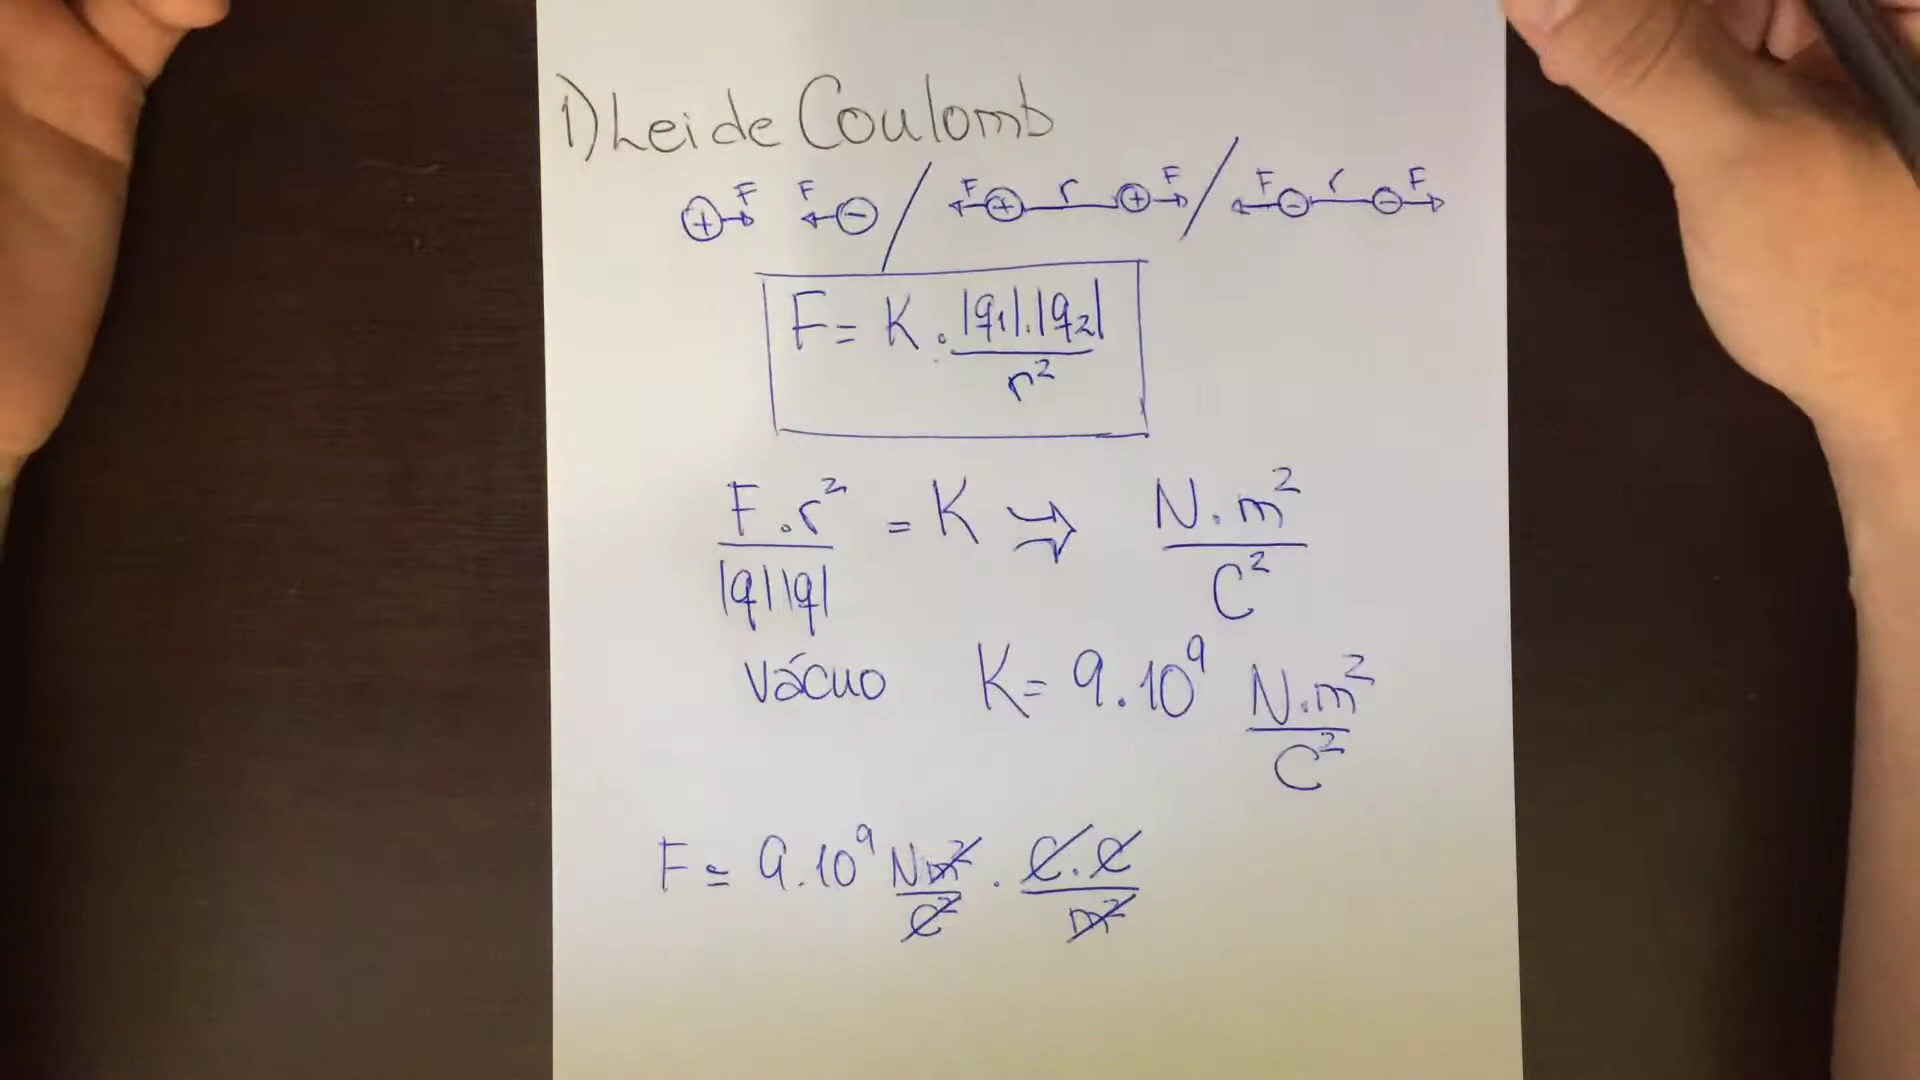 1) Lei de Coulomb
+ F F - / F + r + F / F - r - F
F = K . |q1|.|q2| / r²
F . r² / |q||q| = K ⇒ N.m² / C²
Vácuo K = 9.10⁹ N.m² / C²
F = 9.10⁹ Nm² / C² . C.C / m²